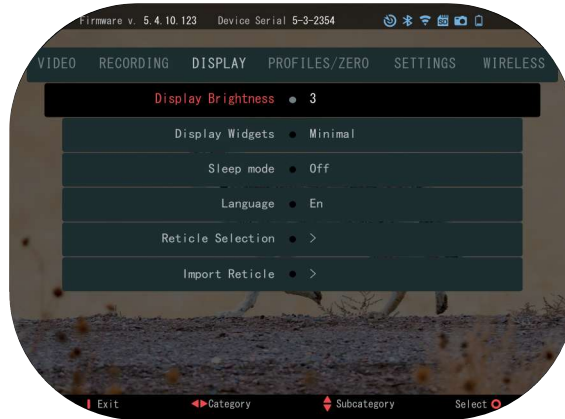 Firmware v. 5.4.10.123 Device Serial 5-3-2354 SD
VIDEO RECORDING DISPLAY PROFILES/ZERO SETTINGS WIRELESS
Display Brightness 3
Display Widgets Minimal
Sleep mode Off
Language En
Reticle Selection >
Import Reticle >
Exit Category Subcategory Select